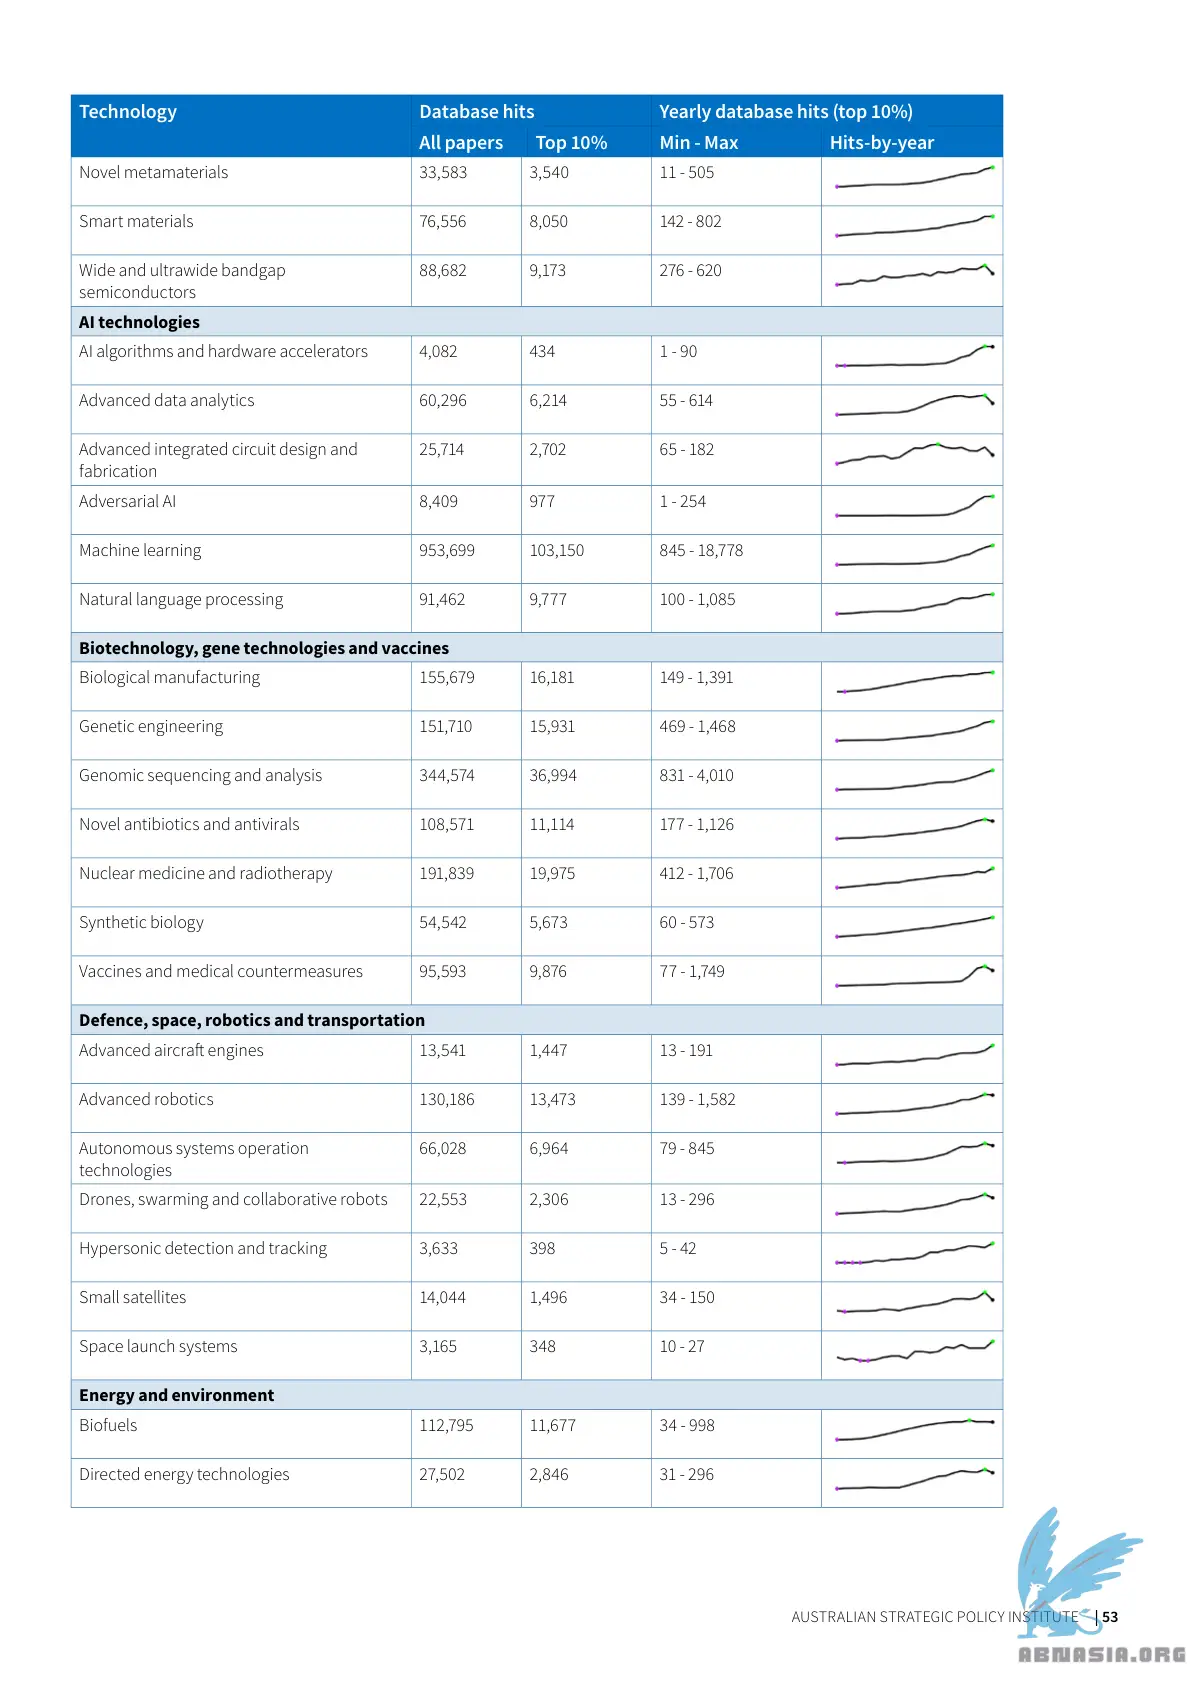 Technology Database hits Yearly database hits (top 10%)
All papers Top 10% Min - Max Hits-by-year
Novel metamaterials 33,583 3,540 11 - 505
Smart materials 76,556 8,050 142 - 802
Wide and ultrawide bandgap 88,682 9,173 276 - 620
semiconductors
AI technologies
AI algorithms and hardware accelerators 4,082 434 1 - 90
Advanced data analytics 60,296 6,214 55 - 614
Advanced integrated circuit design and 25,714 2,702 65 - 182
fabrication
Adversarial AI 8,409 977 1 - 254
Machine learning 953,699 103,150 845 - 18,778
Natural language processing 91,462 9,777 100 - 1,085
Biotechnology, gene technologies and vaccines
Biological manufacturing 155,679 16,181 149 - 1,391
Genetic engineering 151,710 15,931 469 - 1,468
Genomic sequencing and analysis 344,574 36,994 831 - 4,010
Novel antibiotics and antivirals 108,571 11,114 177 - 1,126
Nuclear medicine and radiotherapy 191,839 19,975 412 - 1,706
Synthetic biology 54,542 5,673 60 - 573
Vaccines and medical countermeasures 95,593 9,876 77 - 1,749
Defence, space, robotics and transportation
Advanced aircraft engines 13,541 1,447 13 - 191
Advanced robotics 130,186 13,473 139 - 1,582
Autonomous systems operation 66,028 6,964 79 - 845
technologies
Drones, swarming and collaborative robots 22,553 2,306 13 - 296
Hypersonic detection and tracking 3,633 398 5 - 42
Small satellites 14,044 1,496 34 - 150
Space launch systems 3,165 348 10 - 27
Energy and environment
Biofuels 112,795 11,677 34 - 998
Directed energy technologies 27,502 2,846 31 - 296
AUSTRALIAN STRATEGIC POLICY INSTITUTE | 53
ABNASIA.ORG